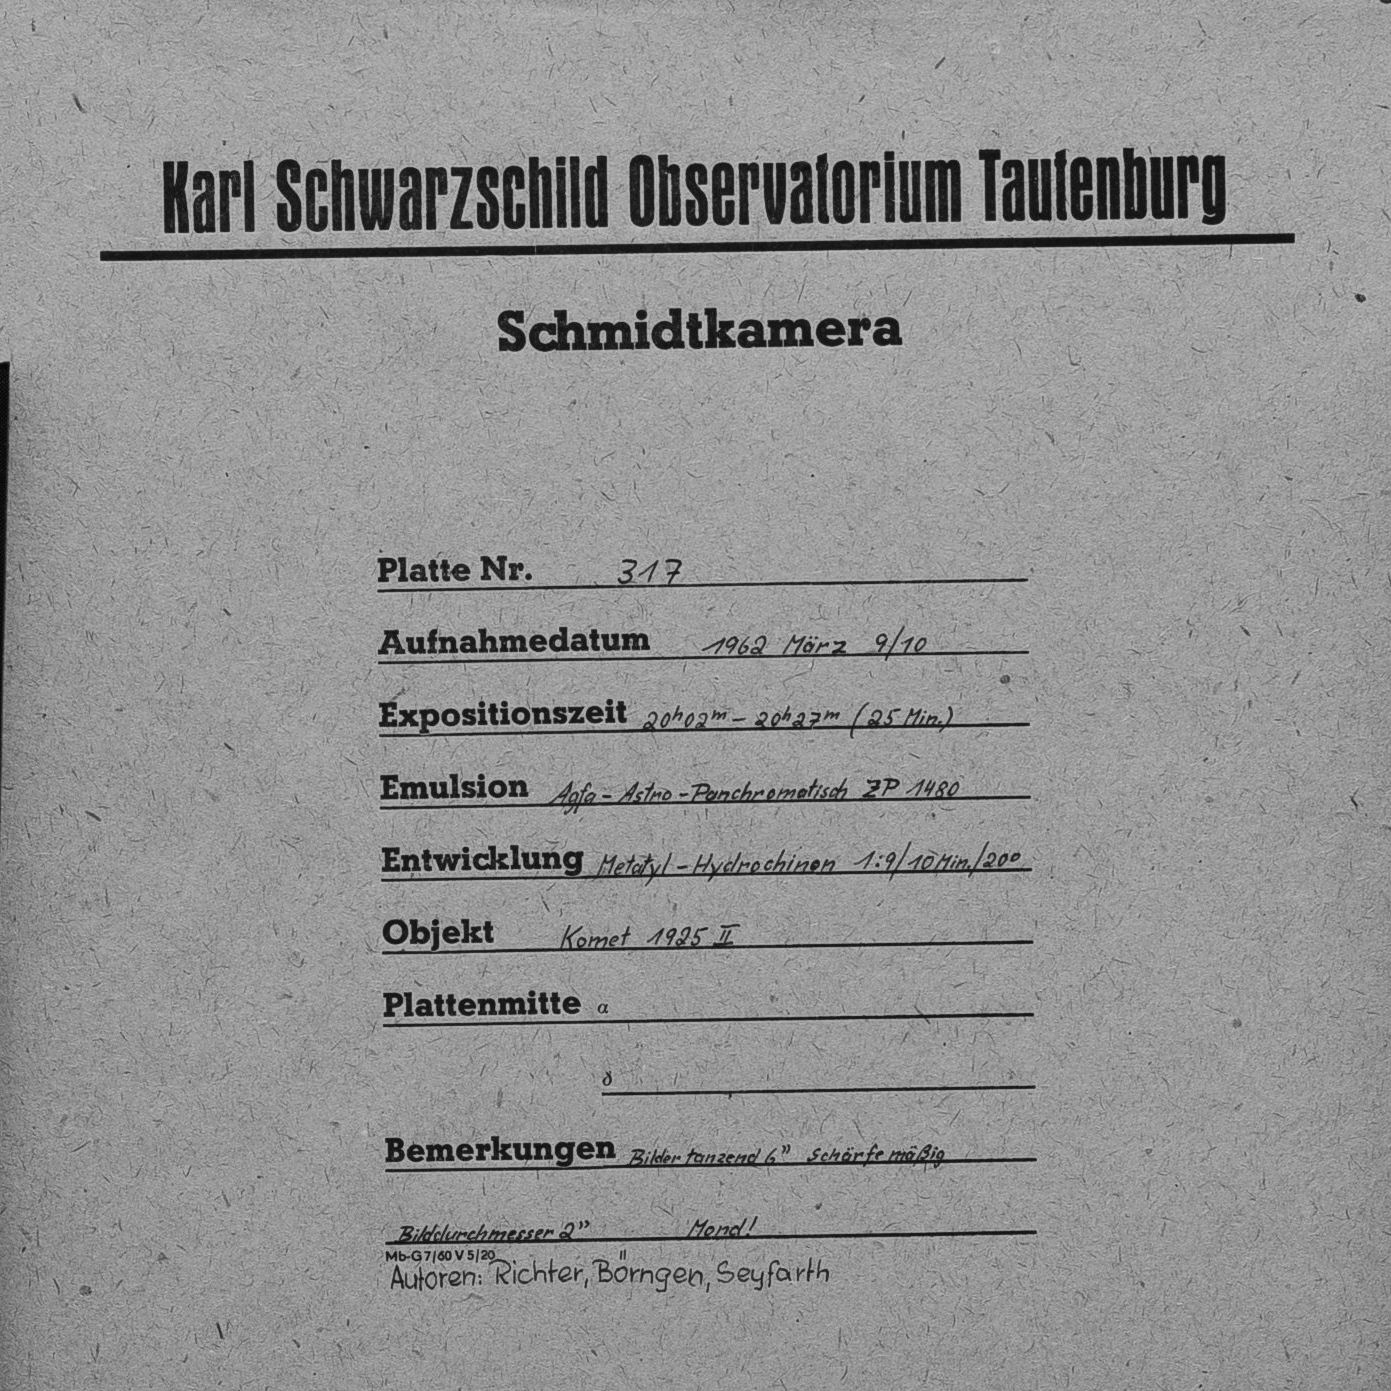 Karl Schwarzschild Observatorium Tautenburg
Schmidtkamera
Platte Nr. 317
Aufnahmedatum 1962 März 9/10
Expositionszeit 20ʰ02ᵐ – 20ʰ27ᵐ (25 Min.)
Emulsion Agfa-Astro-Panchromatisch ZP 1480
Entwicklung Metatyl-Hydrochinon 1:9/10Min./20°
Objekt Komet 1925 II
Plattenmitte α
δ
Bemerkungen Bilder tanzend 6" Schärfe mäßig
Bilddurchmesser 2" Mond!
Mb-G 7/60 V 5/20
Autoren: Richter, Börngen, Seyfarth